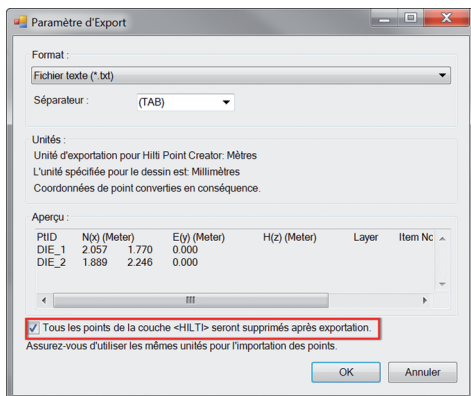 Paramètre d'Export
Format :
Fichier texte (*.txt)
Séparateur : (TAB)
Unités :
Unité d'exportation pour Hilti Point Creator: Mètres
L'unité spécifiée pour le dessin est: Millimètres
Coordonnées de point converties en conséquence.
Aperçu :
PtID N(x) (Meter) E(y) (Meter) H(z) (Meter) Layer Item Nc
DIE_1 2.057 1.770 0.000
DIE_2 1.889 2.246 0.000
Tous les points de la couche <HILTI> seront supprimés après exportation.
Assurez-vous d'utiliser les mêmes unités pour l'importation des points.
OK Annuler